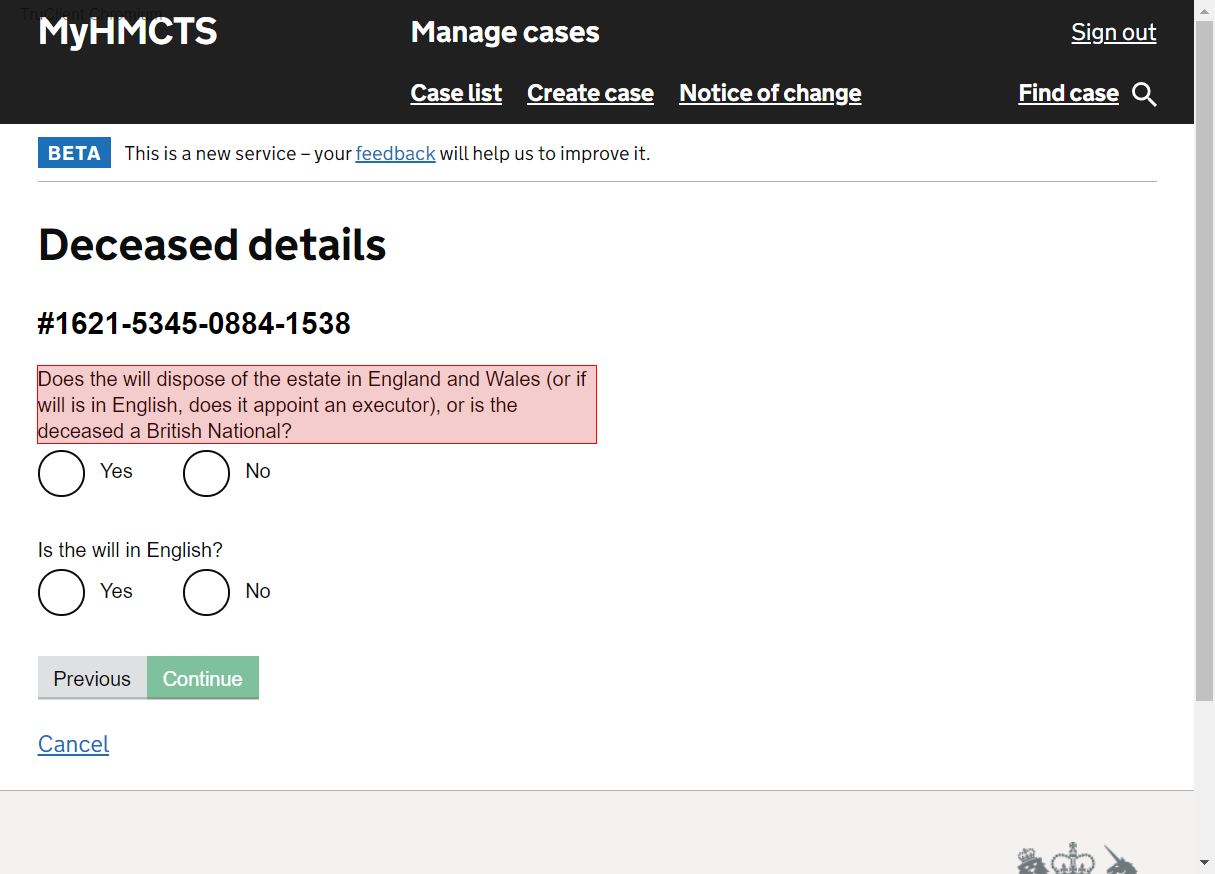 TruClient Chromium
MyHMCTS
Manage cases
Sign out
Case list
Create case
Notice of change
Find case
BETA This is a new service – your feedback will help us to improve it.
Deceased details
#1621-5345-0884-1538
Does the will dispose of the estate in England and Wales (or if
will is in English, does it appoint an executor), or is the
deceased a British National?
Yes No
Is the will in English?
Yes No
Previous Continue
Cancel